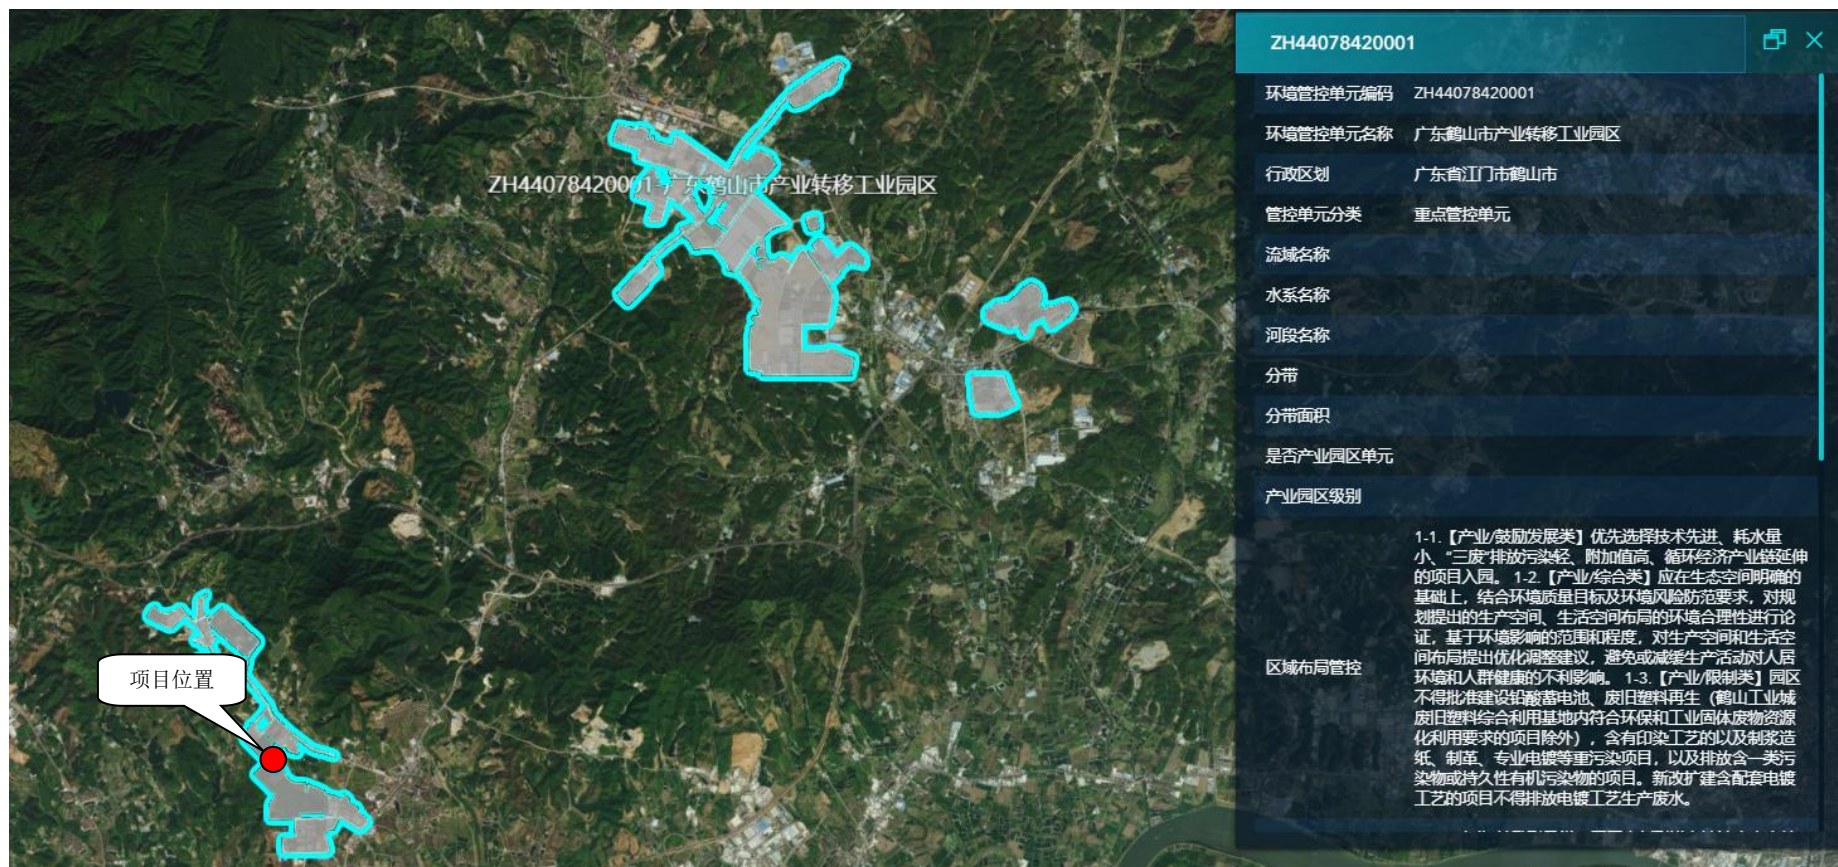 ZH44078420001-广东鹤山市产业转移工业园区
项目位置
ZH44078420001
环境管控单元编码 ZH44078420001
环境管控单元名称 广东鹤山市产业转移工业园区
行政区划 广东省江门市鹤山市
管控单元分类 重点管控单元
流域名称
水系名称
河段名称
分带
分带面积
是否产业园区单元
产业园区级别
区域布局管控
1-1.【产业/鼓励发展类】优先选择技术先进、耗水量
小、“三废”排放污染轻、附加值高、循环经济产业链延伸
的项目入园。 1-2.【产业/综合类】应在生态空间明确的
基础上，结合环境质量目标及环境风险防范要求，对规
划提出的生产空间、生活空间布局的环境合理性进行论
证，基于环境影响的范围和程度，对生产空间和生活空
间布局提出优化调整建议，避免或减缓生产活动对人居
环境和人群健康的不利影响。 1-3.【产业/限制类】园区
不得批准建设铅酸蓄电池、废旧塑料再生（鹤山工业城
废旧塑料综合利用基地内符合环保和工业固体废物资源
化利用要求的项目除外），含有印染工艺的以及制浆造
纸、制革、专业电镀等重污染项目，以及排放含一类污
染物或持久性有机污染物的项目。新改扩建含配套电镀
工艺的项目不得排放电镀工艺生产废水。